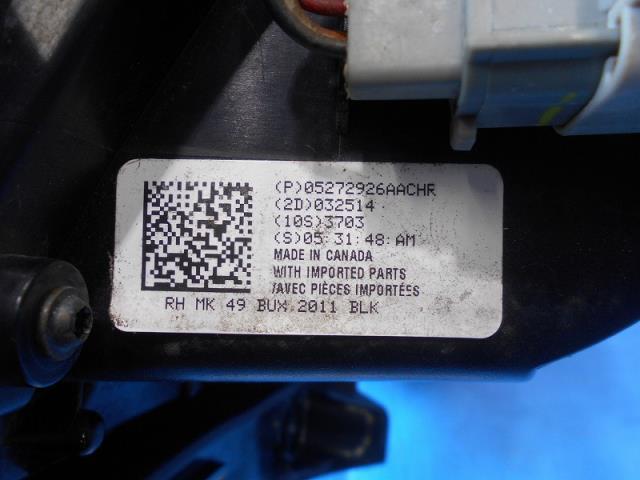 (P)05272926AACHR
(2D)032514
(10S)3703
(S)05:31:48:AM
MADE IN CANADA
WITH IMPORTED PARTS
/AVEC PIÈCES IMPORTÉES
RH MK 49 BUX 2011 BLK